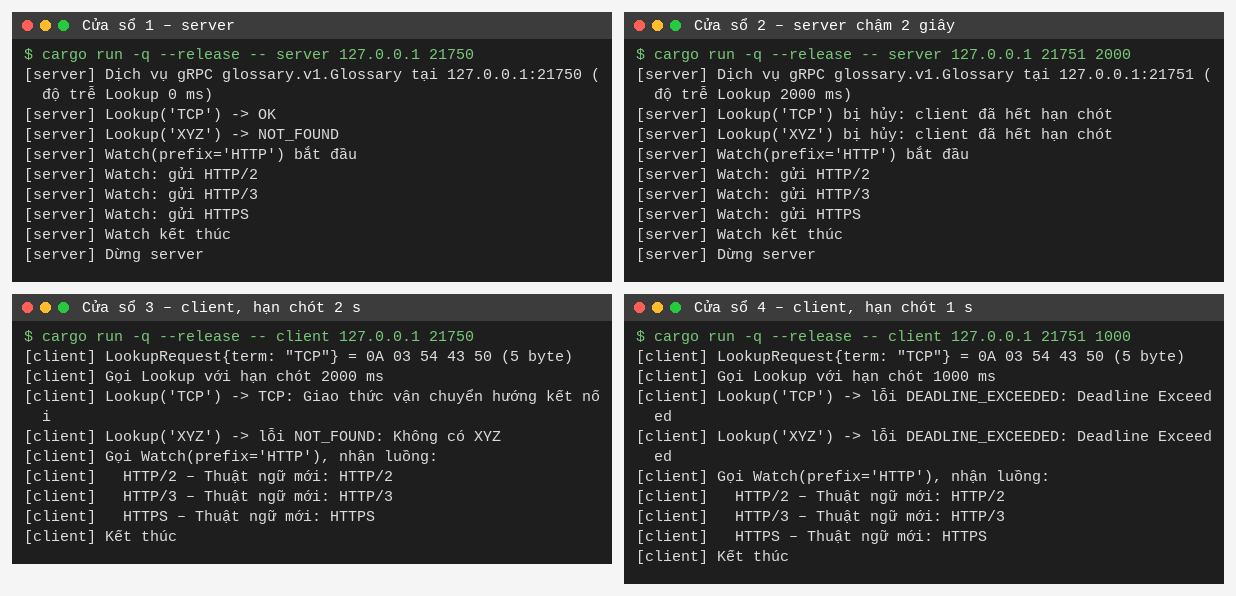 Cửa sổ 1 – server
$ cargo run -q --release -- server 127.0.0.1 21750
[server] Dịch vụ gRPC glossary.v1.Glossary tại 127.0.0.1:21750 (
độ trễ Lookup 0 ms)
[server] Lookup('TCP') -> OK
[server] Lookup('XYZ') -> NOT_FOUND
[server] Watch(prefix='HTTP') bắt đầu
[server] Watch: gửi HTTP/2
[server] Watch: gửi HTTP/3
[server] Watch: gửi HTTPS
[server] Watch kết thúc
[server] Dừng server
Cửa sổ 2 – server chậm 2 giây
$ cargo run -q --release -- server 127.0.0.1 21751 2000
[server] Dịch vụ gRPC glossary.v1.Glossary tại 127.0.0.1:21751 (
độ trễ Lookup 2000 ms)
[server] Lookup('TCP') bị hủy: client đã hết hạn chót
[server] Lookup('XYZ') bị hủy: client đã hết hạn chót
[server] Watch(prefix='HTTP') bắt đầu
[server] Watch: gửi HTTP/2
[server] Watch: gửi HTTP/3
[server] Watch: gửi HTTPS
[server] Watch kết thúc
[server] Dừng server
Cửa sổ 3 – client, hạn chót 2 s
$ cargo run -q --release -- client 127.0.0.1 21750
[client] LookupRequest{term: "TCP"} = 0A 03 54 43 50 (5 byte)
[client] Gọi Lookup với hạn chót 2000 ms
[client] Lookup('TCP') -> TCP: Giao thức vận chuyển hướng kết nố
i
[client] Lookup('XYZ') -> lỗi NOT_FOUND: Không có XYZ
[client] Gọi Watch(prefix='HTTP'), nhận luồng:
[client]   HTTP/2 – Thuật ngữ mới: HTTP/2
[client]   HTTP/3 – Thuật ngữ mới: HTTP/3
[client]   HTTPS – Thuật ngữ mới: HTTPS
[client] Kết thúc
Cửa sổ 4 – client, hạn chót 1 s
$ cargo run -q --release -- client 127.0.0.1 21751 1000
[client] LookupRequest{term: "TCP"} = 0A 03 54 43 50 (5 byte)
[client] Gọi Lookup với hạn chót 1000 ms
[client] Lookup('TCP') -> lỗi DEADLINE_EXCEEDED: Deadline Exceed
ed
[client] Lookup('XYZ') -> lỗi DEADLINE_EXCEEDED: Deadline Exceed
ed
[client] Gọi Watch(prefix='HTTP'), nhận luồng:
[client]   HTTP/2 – Thuật ngữ mới: HTTP/2
[client]   HTTP/3 – Thuật ngữ mới: HTTP/3
[client]   HTTPS – Thuật ngữ mới: HTTPS
[client] Kết thúc